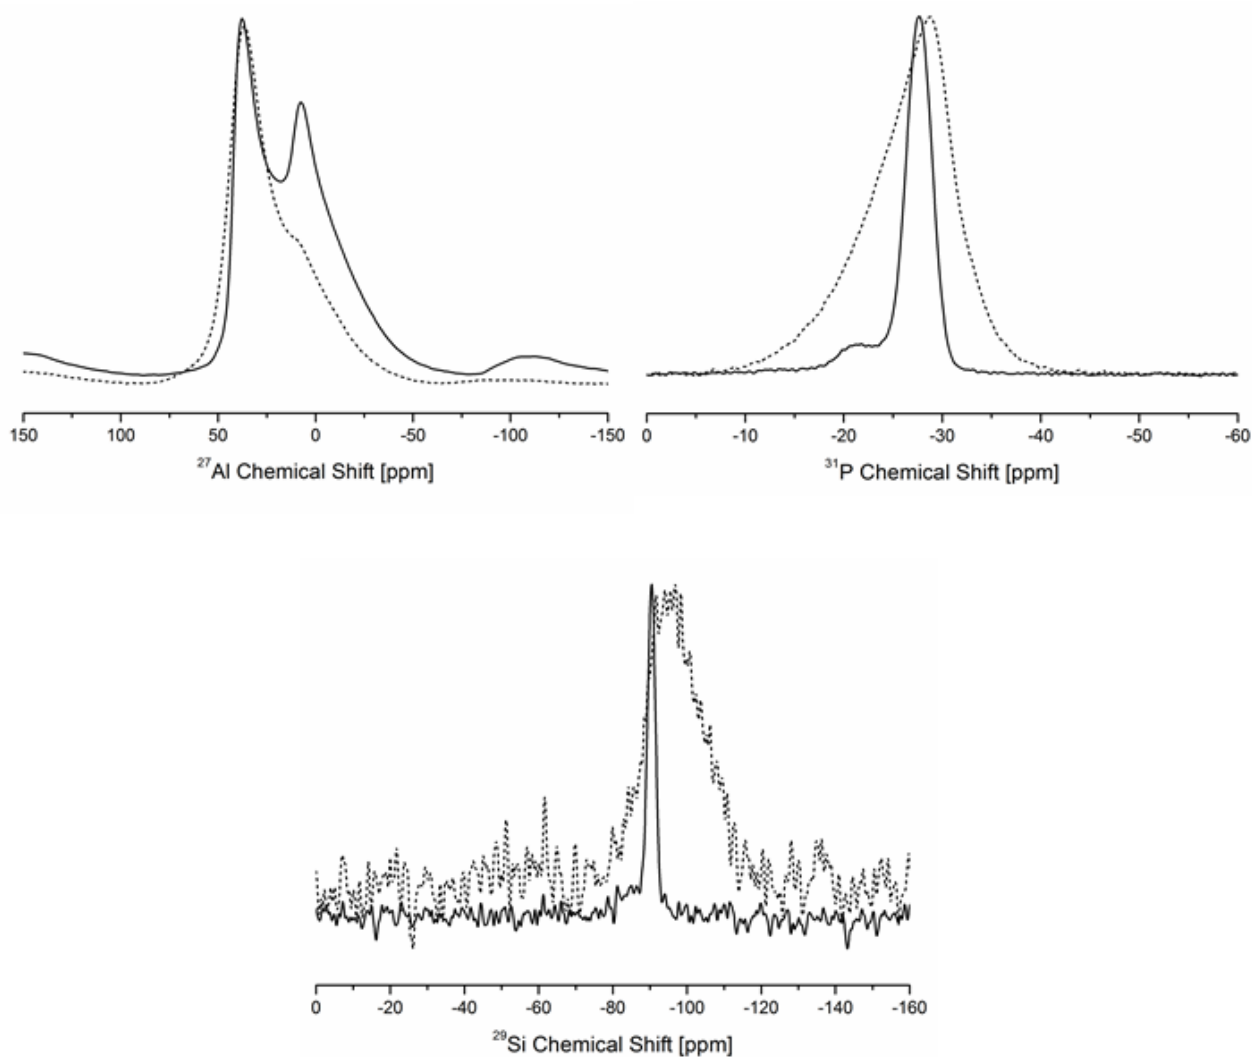 150 100 50 0 -50 -100 -150
²⁷Al Chemical Shift [ppm]
0 -10 -20 -30 -40 -50 -60
³¹P Chemical Shift [ppm]
0 -20 -40 -60 -80 -100 -120 -140 -160
²⁹Si Chemical Shift [ppm]